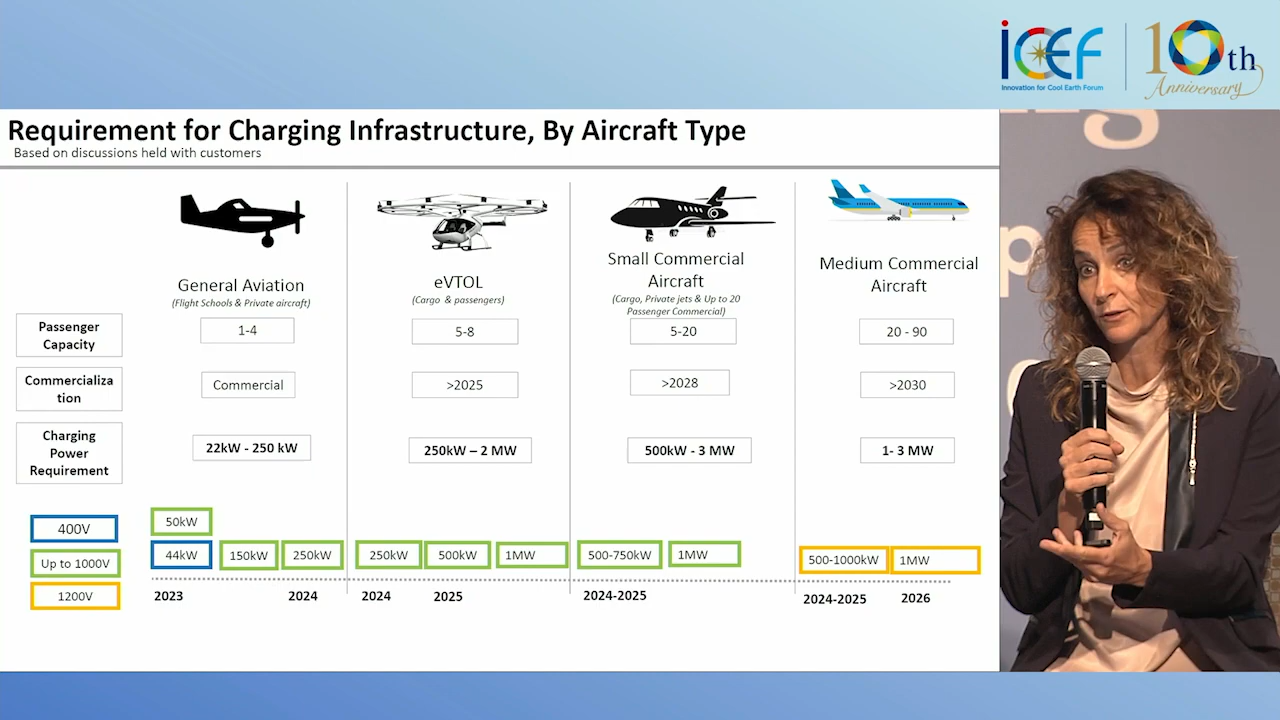 ICEF
Innovation for Cool Earth Forum
10th
Anniversary
Requirement for Charging Infrastructure, By Aircraft Type
Based on discussions held with customers
General Aviation
(Flight Schools & Private aircraft)
eVTOL
(Cargo & passengers)
Small Commercial
Aircraft
(Cargo, Private jets & Up to 20
Passenger Commercial)
Medium Commercial
Aircraft
Passenger
Capacity
1-4
5-8
5-20
20 - 90
Commercializa
tion
Commercial
>2025
>2028
>2030
Charging
Power
Requirement
22kW - 250 kW
250kW – 2 MW
500kW - 3 MW
1- 3 MW
400V
Up to 1000V
1200V
50kW
44kW
150kW
250kW
250kW
500kW
1MW
500-750kW
1MW
500-1000kW
1MW
2023
2024
2024
2025
2024-2025
2024-2025
2026